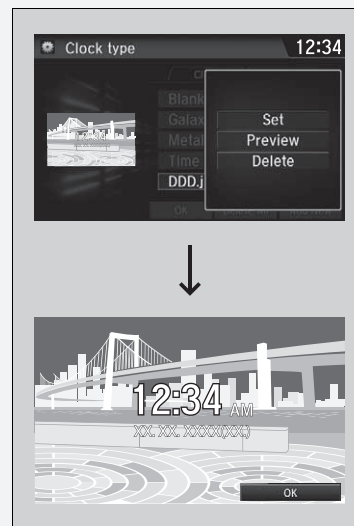 Clock type 12:34
Blank
Galax
Metal
Time
DDD.j
Set
Preview
Delete
OK
12:34 AM
XX. XX. XXXX(XX.)
OK